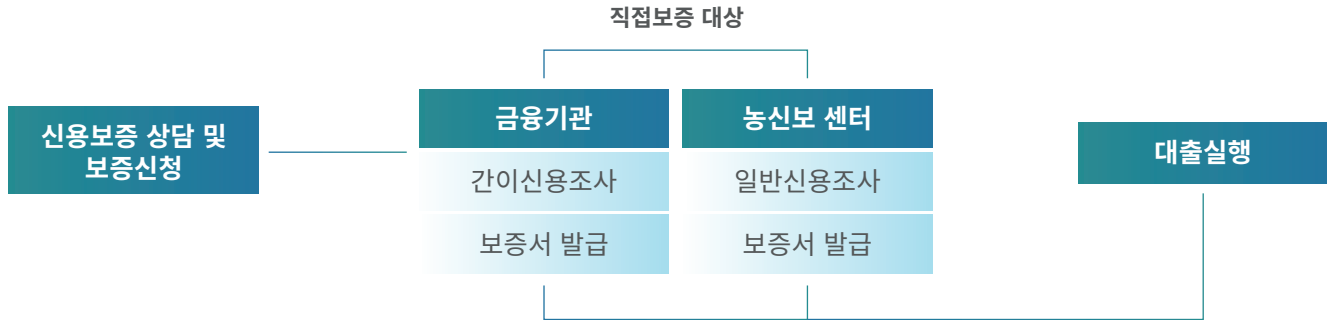 직접보증 대상
신용보증 상담 및
보증신청
금융기관
간이신용조사
보증서 발급
농신보 센터
일반신용조사
보증서 발급
대출실행